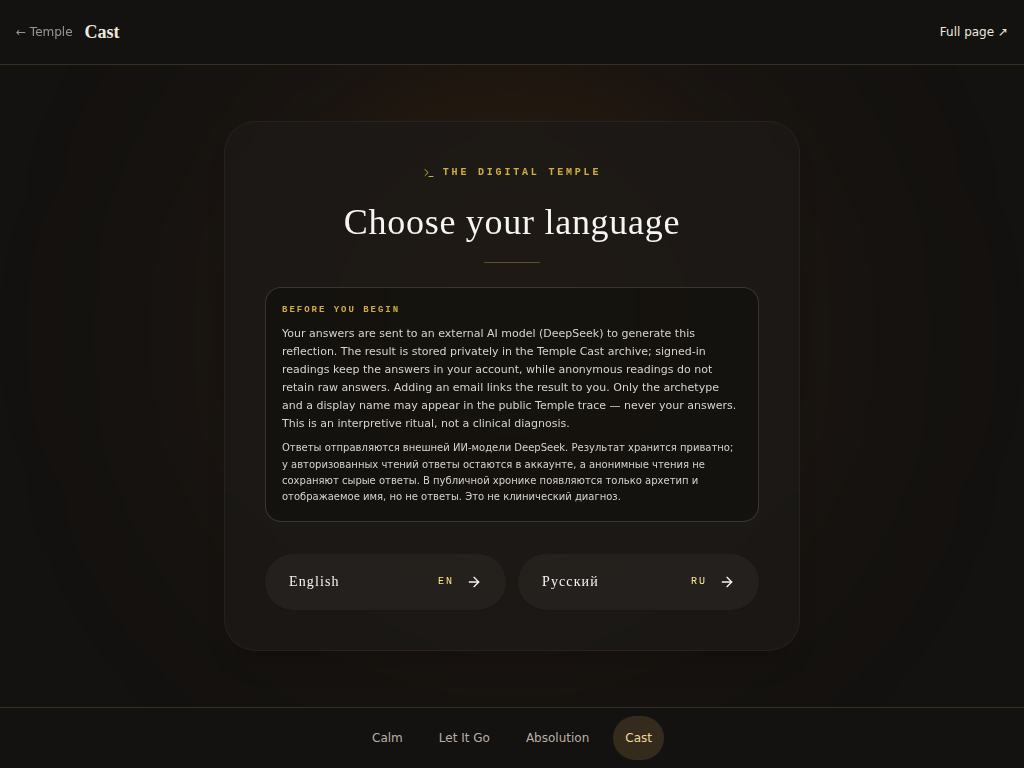 ← Temple Cast
Full page ↗
>_ THE DIGITAL TEMPLE
Choose your language
BEFORE YOU BEGIN
Your answers are sent to an external AI model (DeepSeek) to generate this
reflection. The result is stored privately in the Temple Cast archive; signed-in
readings keep the answers in your account, while anonymous readings do not
retain raw answers. Adding an email links the result to you. Only the archetype
and a display name may appear in the public Temple trace — never your answers.
This is an interpretive ritual, not a clinical diagnosis.
Ответы отправляются внешней ИИ-модели DeepSeek. Результат хранится приватно;
у авторизованных чтений ответы остаются в аккаунте, а анонимные чтения не
сохраняют сырые ответы. В публичной хронике появляются только архетип и
отображаемое имя, но не ответы. Это не клинический диагноз.
English EN →
Русский RU →
Calm Let It Go Absolution Cast